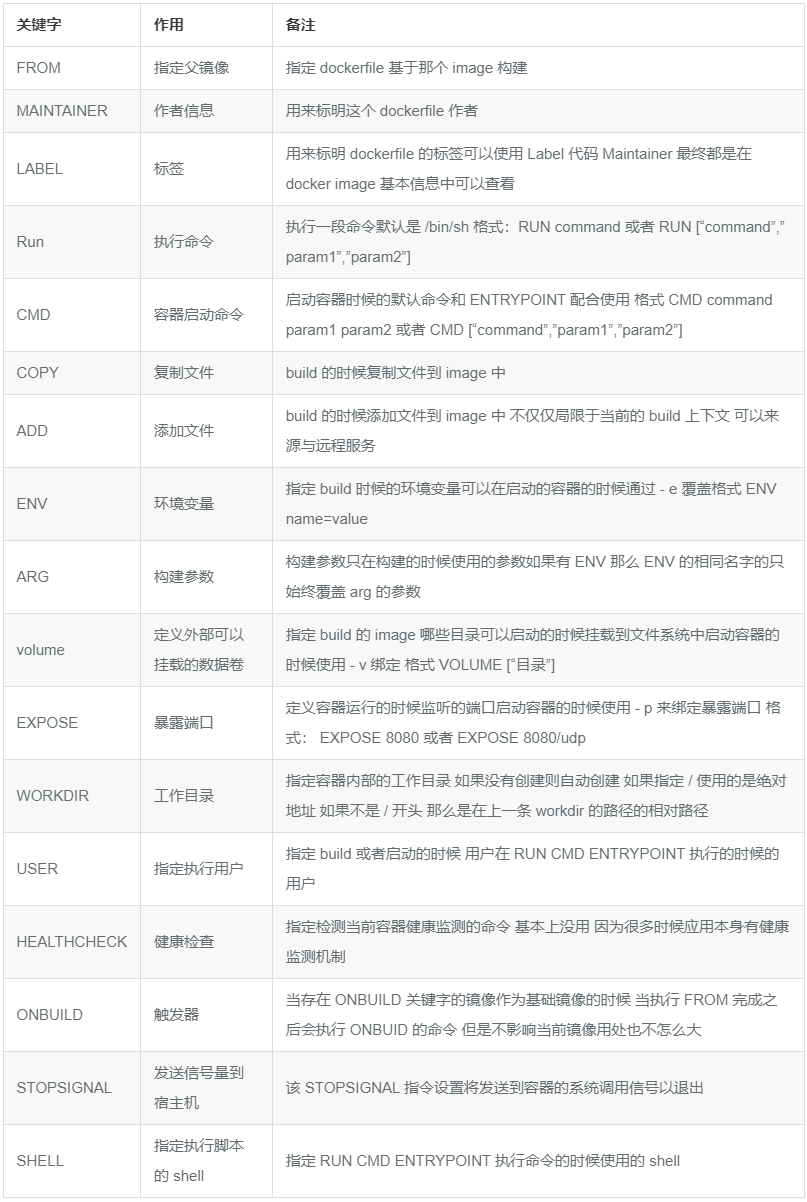 关键字 作用 备注
FROM 指定父镜像 指定 dockerfile 基于那个 image 构建
MAINTAINER 作者信息 用来标明这个 dockerfile 作者
LABEL 标签 用来标明 dockerfile 的标签可以使用 Label 代码 Maintainer 最终都是在
docker image 基本信息中可以查看
Run 执行命令 执行一段命令默认是 /bin/sh 格式：RUN command 或者 RUN [“command”,”
param1”,”param2”]
CMD 容器启动命令 启动容器时候的默认命令和 ENTRYPOINT 配合使用 格式 CMD command
param1 param2 或者 CMD [“command”,”param1”,”param2”]
COPY 复制文件 build 的时候复制文件到 image 中
ADD 添加文件 build 的时候添加文件到 image 中 不仅仅局限于当前的 build 上下文 可以来
源与远程服务
ENV 环境变量 指定 build 时候的环境变量可以在启动的容器的时候通过 - e 覆盖格式 ENV
name=value
ARG 构建参数 构建参数只在构建的时候使用的参数如果有 ENV 那么 ENV 的相同名字的只
始终覆盖 arg 的参数
volume 定义外部可以 指定 build 的 image 哪些目录可以启动的时候挂载到文件系统中启动容器的
挂载的数据卷 时候使用 - v 绑定 格式 VOLUME [“目录”]
EXPOSE 暴露端口 定义容器运行的时候监听的端口启动容器的时候使用 - p 来绑定暴露端口 格
式： EXPOSE 8080 或者 EXPOSE 8080/udp
WORKDIR 工作目录 指定容器内部的工作目录 如果没有创建则自动创建 如果指定 / 使用的是绝对
地址 如果不是 / 开头 那么是在上一条 workdir 的路径的相对路径
USER 指定执行用户 指定 build 或者启动的时候 用户在 RUN CMD ENTRYPOINT 执行的时候的
用户
HEALTHCHECK 健康检查 指定检测当前容器健康监测的命令 基本上没用 因为很多时候应用本身有健康
监测机制
ONBUILD 触发器 当存在 ONBUILD 关键字的镜像作为基础镜像的时候 当执行 FROM 完成之
后会执行 ONBUID 的命令 但是不影响当前镜像用处也不怎么大
STOPSIGNAL 发送信号量到 该 STOPSIGNAL 指令设置将发送到容器的系统调用信号以退出
宿主机
SHELL 指定执行脚本 指定 RUN CMD ENTRYPOINT 执行命令的时候使用的 shell
的 shell